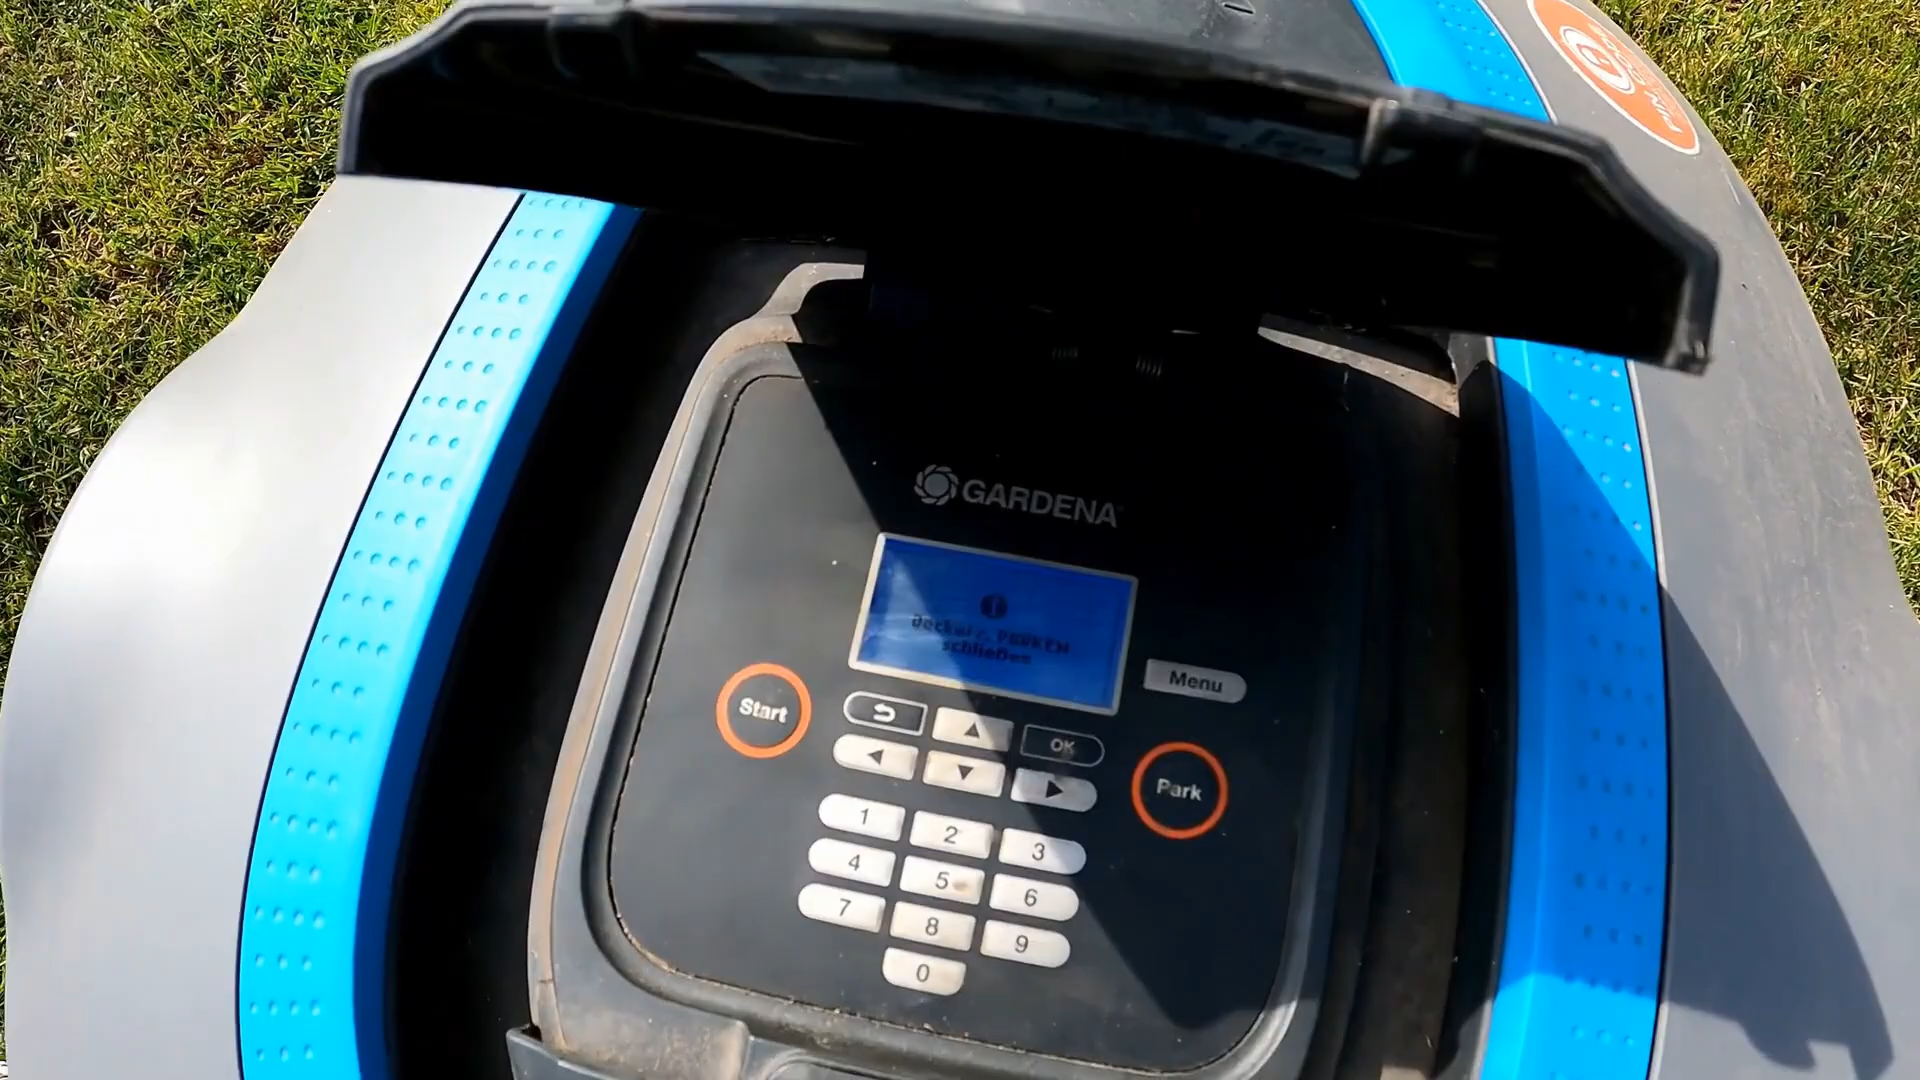 GARDENA
Deckel z. PARKEN
schließen
Menu
Start
OK
Park
1
2
3
4
5
6
7
8
9
0